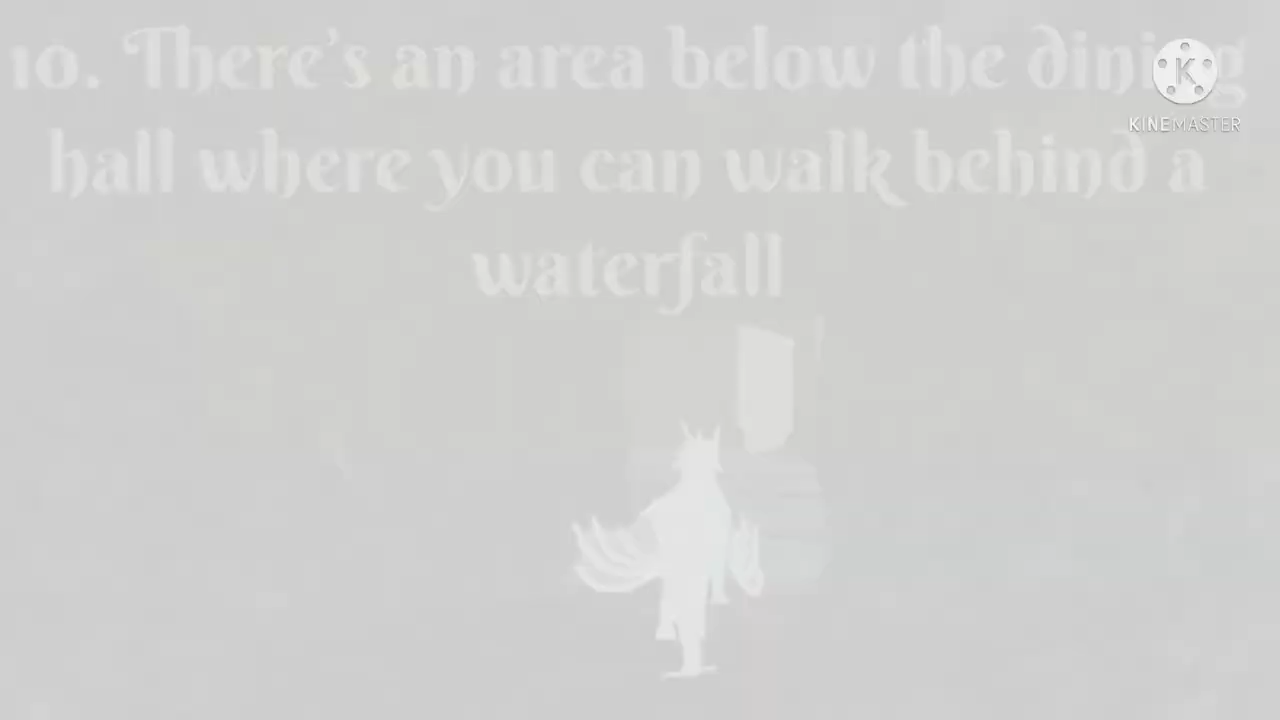 10. There's an area below the dining
hall where you can walk behind a
waterfall
KINEMASTER